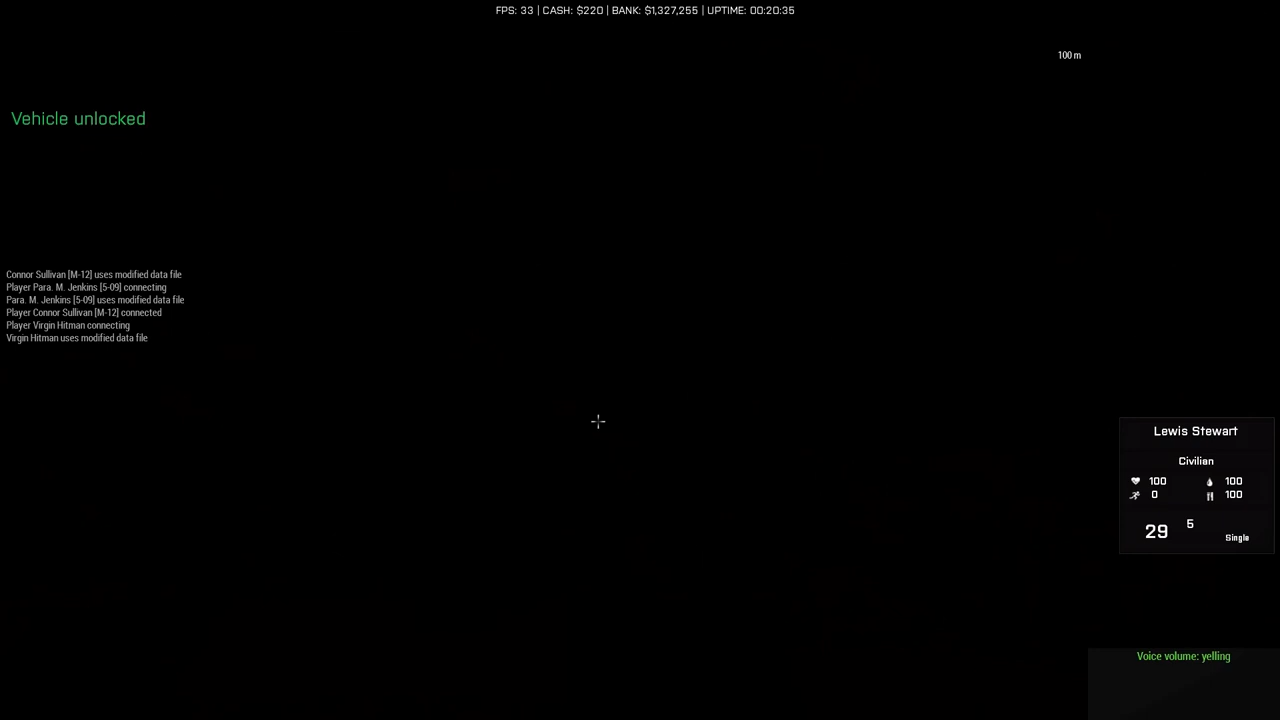 FPS: 33 | CASH: $220 | BANK: $1,327,255 | UPTIME: 00:20:35
100 m
Vehicle unlocked
Connor Sullivan [M-12] uses modified data file
Player Para. M. Jenkins [5-09] connecting
Para. M. Jenkins [5-09] uses modified data file
Player Connor Sullivan [M-12] connected
Player Virgin Hitman connecting
Virgin Hitman uses modified data file
Lewis Stewart
Civilian
100 100
0 100
29 5 Single
Voice volume: yelling